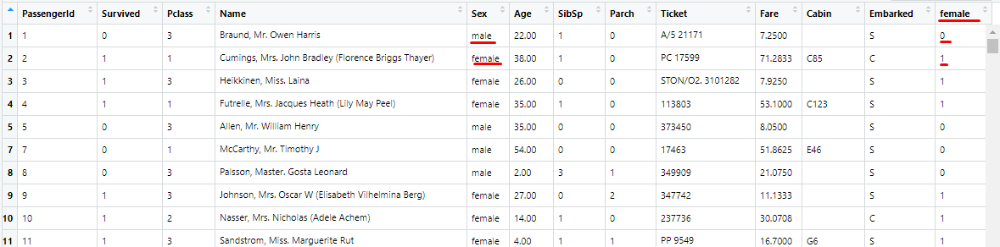 PassengerId Survived Pclass Name Sex Age SibSp Parch Ticket Fare Cabin Embarked female
1 1 0 3 Braund, Mr. Owen Harris male 22.00 1 0 A/5 21171 7.2500 S 0
2 2 1 1 Cumings, Mrs. John Bradley (Florence Briggs Thayer) female 38.00 1 0 PC 17599 71.2833 C85 C 1
3 3 1 3 Heikkinen, Miss. Laina female 26.00 0 0 STON/O2. 3101282 7.9250 S 1
4 4 1 1 Futrelle, Mrs. Jacques Heath (Lily May Peel) female 35.00 1 0 113803 53.1000 C123 S 1
5 5 0 3 Allen, Mr. William Henry male 35.00 0 0 373450 8.0500 S 0
7 7 0 1 McCarthy, Mr. Timothy J male 54.00 0 0 17463 51.8625 E46 S 0
8 8 0 3 Palsson, Master. Gosta Leonard male 2.00 3 1 349909 21.0750 S 0
9 9 1 3 Johnson, Mrs. Oscar W (Elisabeth Vilhelmina Berg) female 27.00 0 2 347742 11.1333 S 1
10 10 1 2 Nasser, Mrs. Nicholas (Adele Achem) female 14.00 1 0 237736 30.0708 C 1
11 11 1 3 Sandstrom, Miss. Marguerite Rut female 4.00 1 1 PP 9549 16.7000 G6 S 1